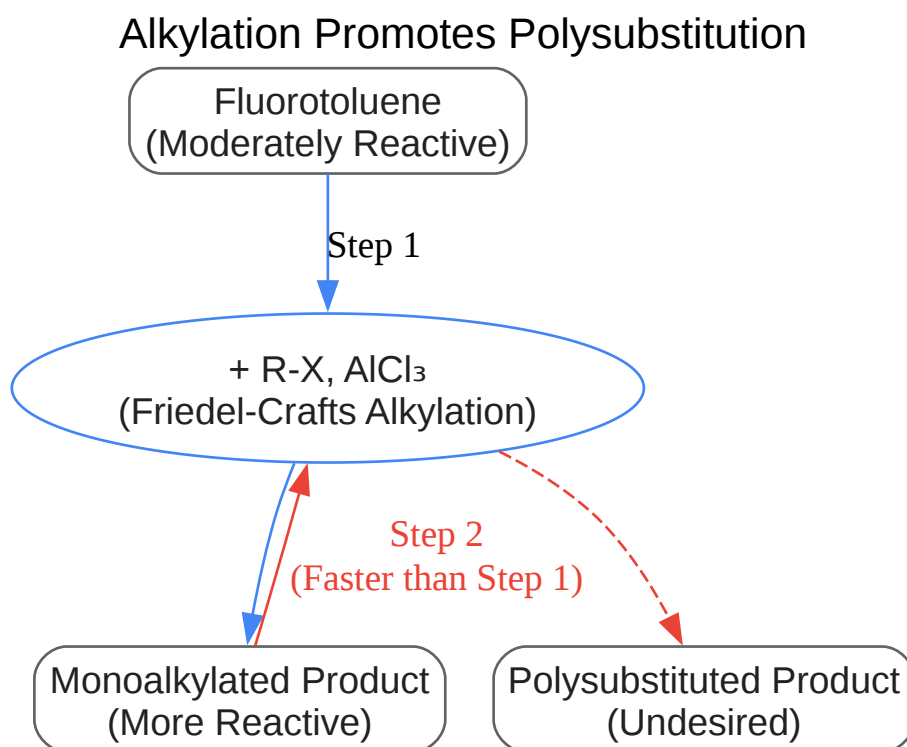 Alkylation Promotes Polysubstitution
Fluorotoluene
(Moderately Reactive)
Step 1
+ R-X, AlCl₃
(Friedel-Crafts Alkylation)
Step 2
(Faster than Step 1)
Monoalkylated Product
(More Reactive)
Polysubstituted Product
(Undesired)